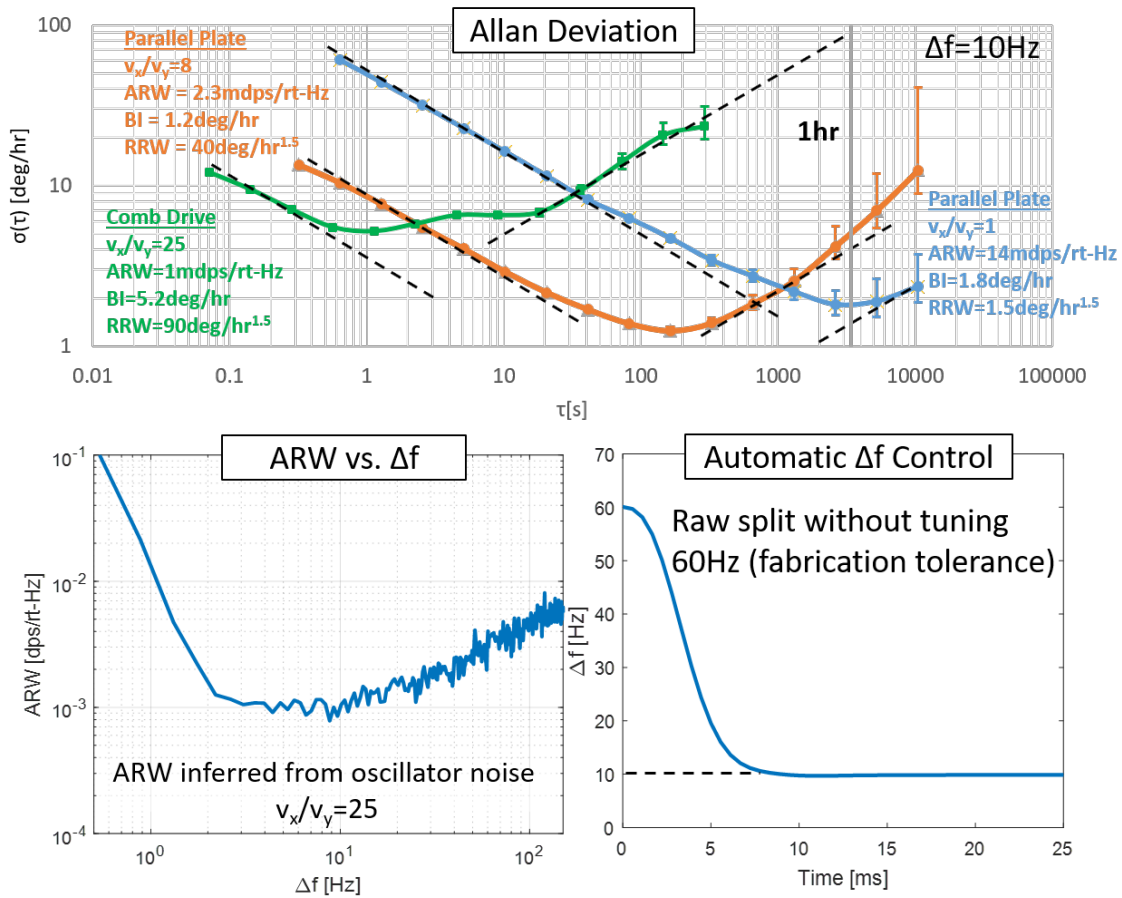 Allan Deviation
Δf=10Hz
1hr
100
10
1
σ(τ) [deg/hr]
0.01 0.1 1 10 100 1000 10000 100000
τ[s]
Parallel Plate
vx/vy=8
ARW = 2.3mdps/rt-Hz
BI = 1.2deg/hr
RRW = 40deg/hr1.5
Comb Drive
vx/vy=25
ARW=1mdps/rt-Hz
BI=5.2deg/hr
RRW=90deg/hr1.5
Parallel Plate
vx/vy=1
ARW=14mdps/rt-Hz
BI=1.8deg/hr
RRW=1.5deg/hr1.5
ARW vs. Δf
10-1
10-2
10-3
10-4
ARW [dps/rt-Hz]
ARW inferred from oscillator noise
vx/vy=25
100 101 102
Δf [Hz]
Automatic Δf Control
Raw split without tuning
60Hz (fabrication tolerance)
70
60
50
40
30
20
10
0
Δf [Hz]
0 5 10 15 20 25
Time [ms]